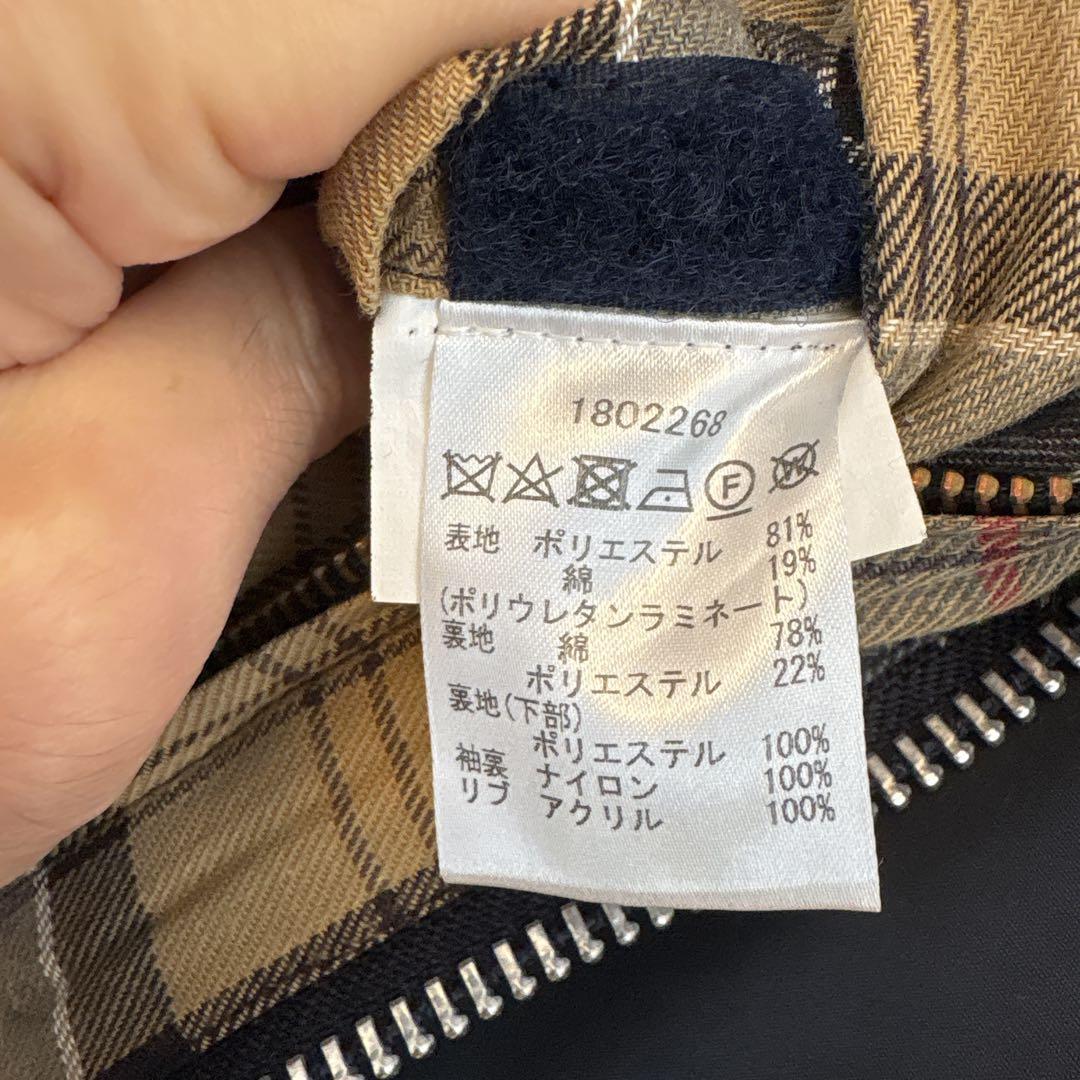 1802268
F
W
表地 ポリエステル 81%
綿 19%
(ポリウレタンラミネート)
裏地 綿 78%
ポリエステル 22%
裏地(下部)
ポリエステル 100%
袖裏 ナイロン 100%
リブ アクリル 100%